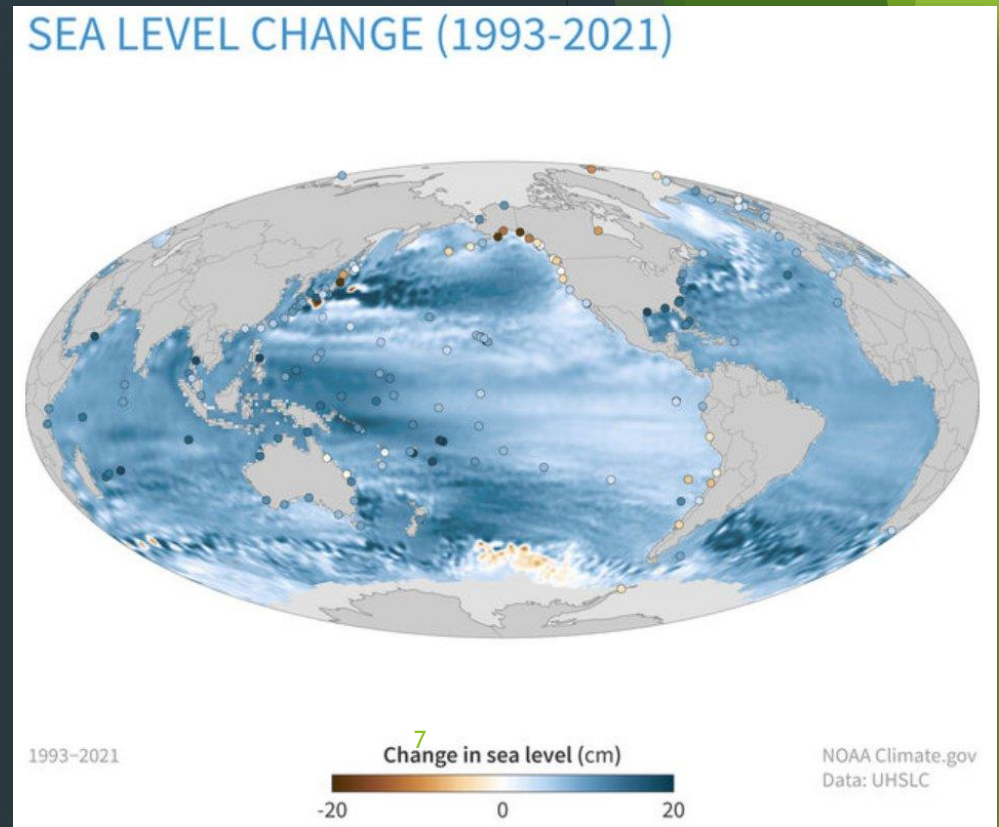 SEA LEVEL CHANGE (1993-2021)
7
1993–2021
Change in sea level (cm)
NOAA Climate.gov
Data: UHSLC
-20 0 20